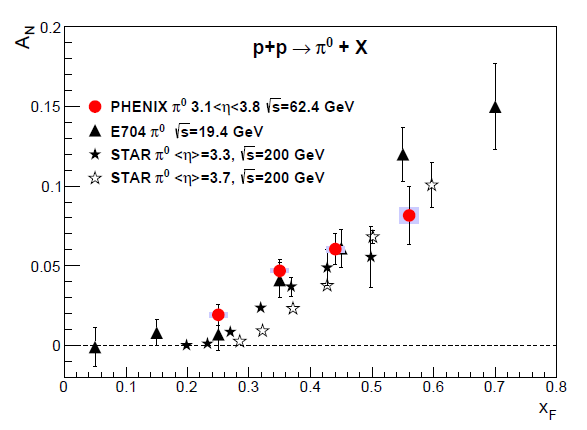 p+p → π⁰ + X
PHENIX π⁰ 3.1<η<3.8 √s=62.4 GeV
E704 π⁰ √s=19.4 GeV
STAR π⁰ <η>=3.3, √s=200 GeV
STAR π⁰ <η>=3.7, √s=200 GeV
A_N
0.2
0.15
0.1
0.05
0
0 0.1 0.2 0.3 0.4 0.5 0.6 0.7 0.8
x_F